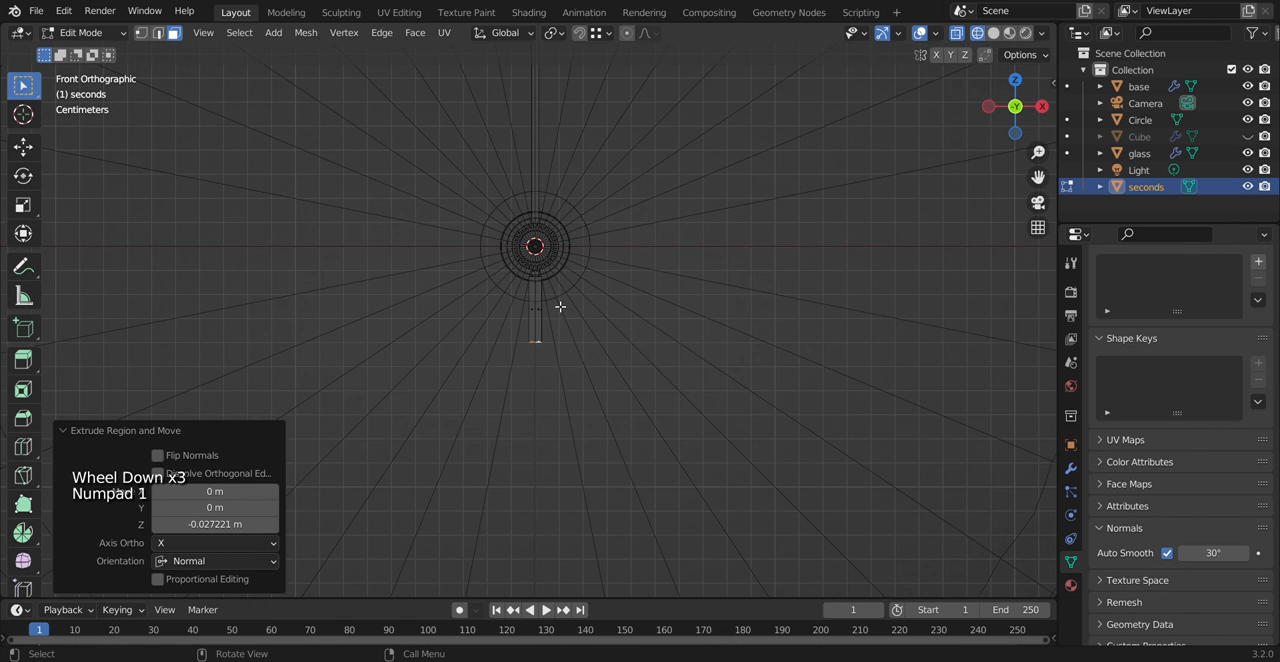 File Edit Render Window Help Layout Modeling Sculpting UV Editing Texture Paint Shading Animation Rendering Compositing Geometry Nodes Scripting + Scene ViewLayer
Edit Mode View Select Add Mesh Vertex Edge Face UV Global
X Y Z Options
Front Orthographic
(1) seconds
Centimeters
Z
X
-Y
Scene Collection
Collection
base
Camera
Circle
Cube
glass
Light
seconds
Shape Keys
UV Maps
Color Attributes
Face Maps
Attributes
Normals
Auto Smooth 30°
Texture Space
Remesh
Geometry Data
Extrude Region and Move
Flip Normals
Dissolve Orthogonal Ed...
Wheel Down x3
Numpad 1
0 m
Y 0 m
Z -0.027221 m
Axis Ortho X
Orientation Normal
Proportional Editing
Playback Keying View Marker 1 Start 1 End 250
1 10 20 30 40 50 60 70 80 90 100 110 120 130 140 150 160 170 180 190 200 210 220 230 240 250
Select Rotate View Call Menu 3.2.0